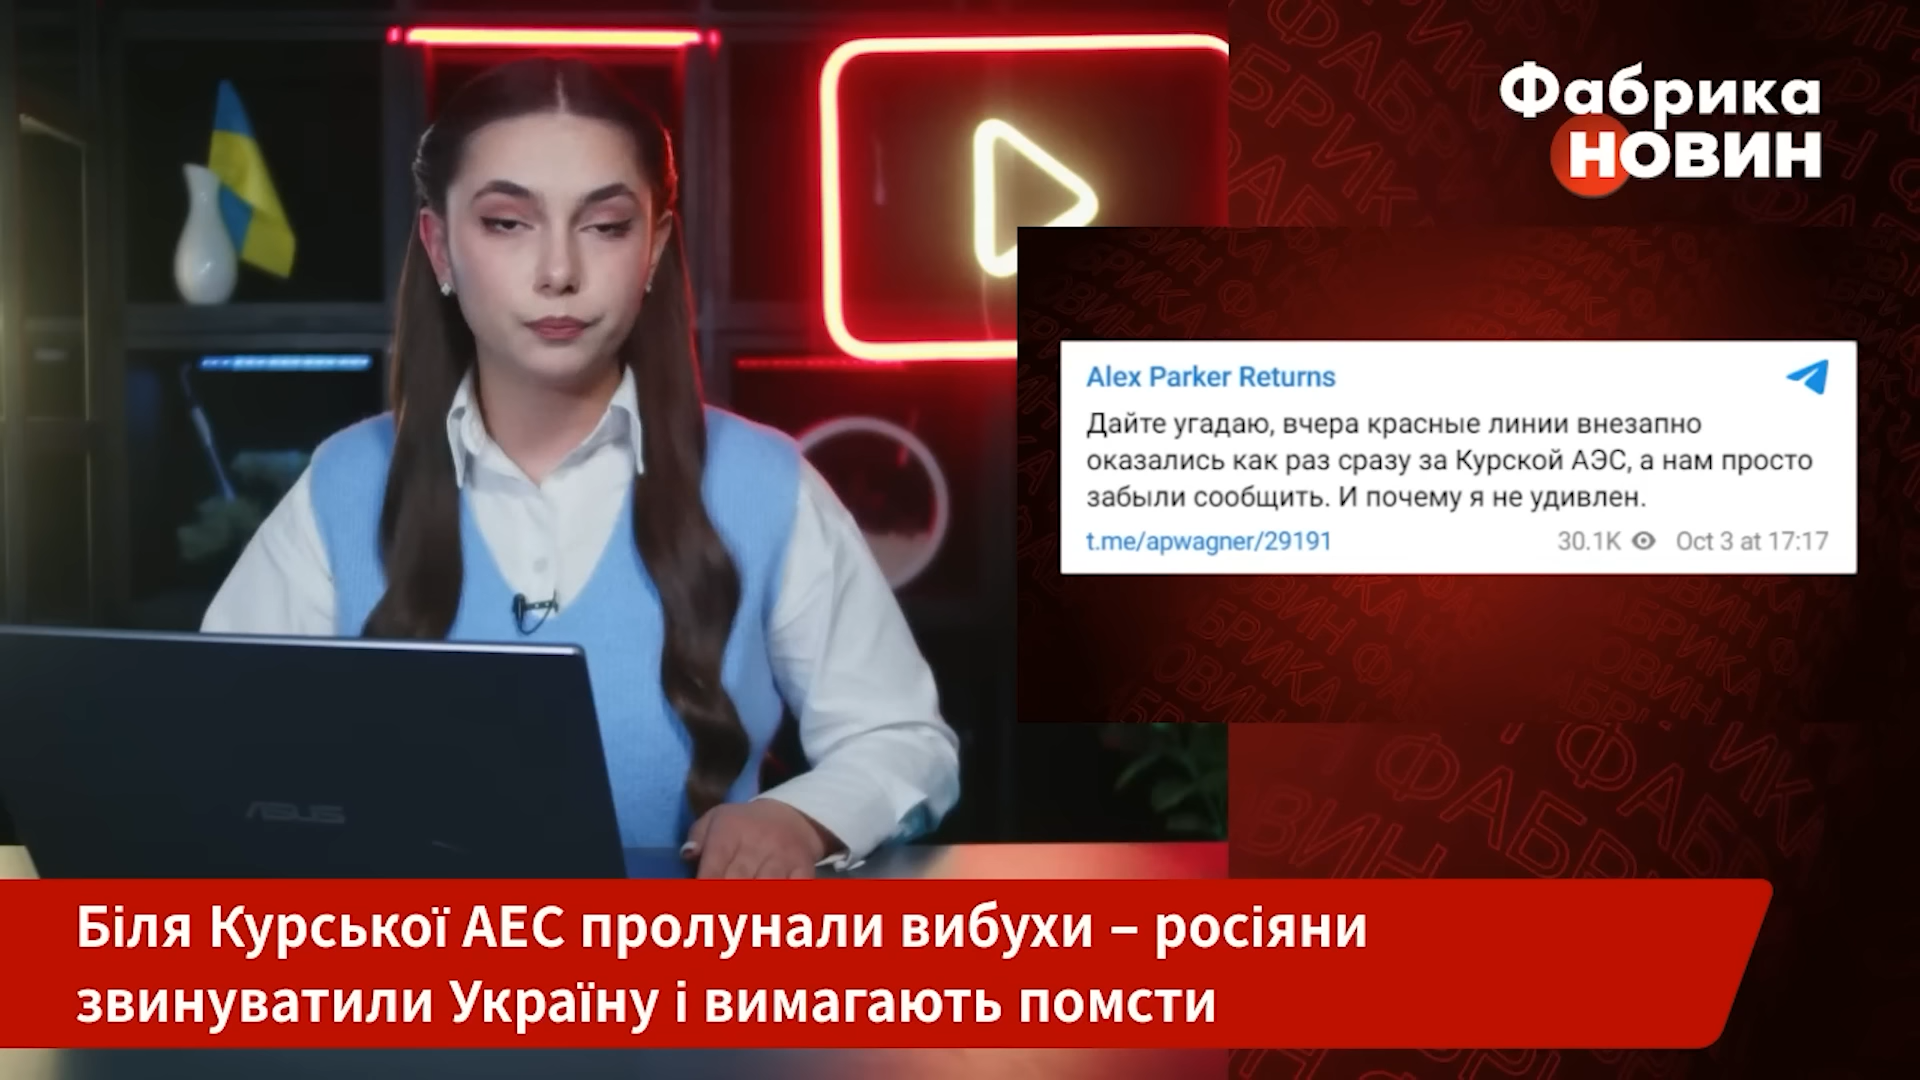 Фабрика
НОВИН
Alex Parker Returns
Дайте угадаю, вчера красные линии внезапно
оказались как раз сразу за Курской АЭС, а нам просто
забыли сообщить. И почему я не удивлен.
t.me/apwagner/29191 30.1K Oct 3 at 17:17
ASUS
Біля Курської АЕС пролунали вибухи – росіяни
звинуватили Україну і вимагають помсти